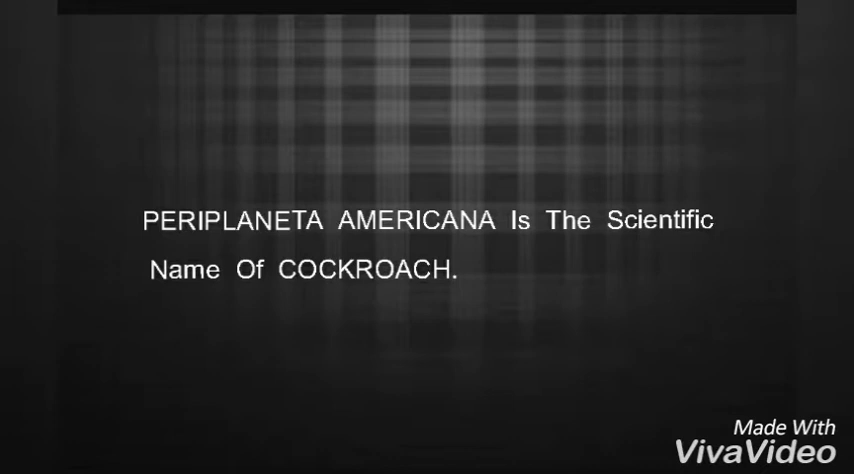 PERIPLANETA AMERICANA Is The Scientific
Name Of COCKROACH.
Made With
VivaVideo